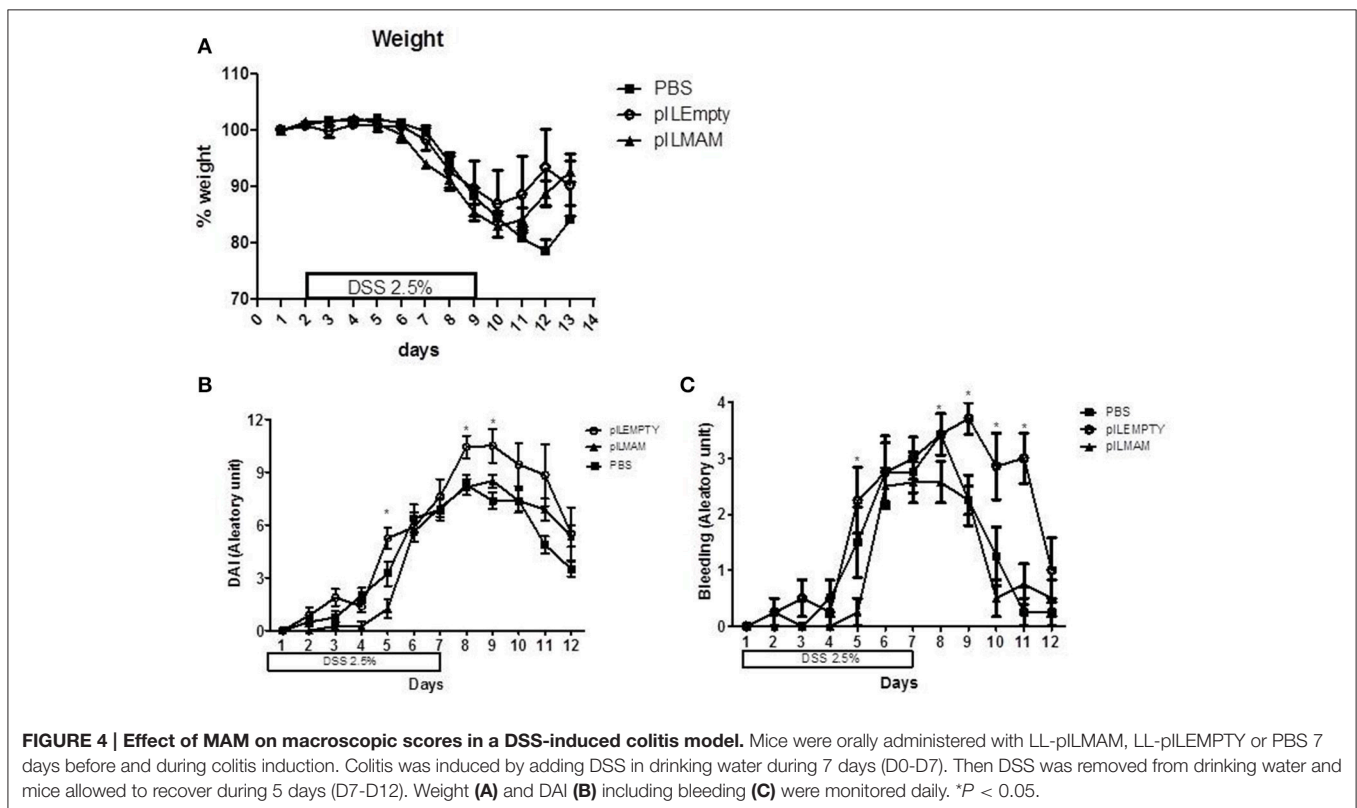 A
Weight
110
100
90
80
70
% weight
PBS
pILEmpty
pILMAM
DSS 2.5%
0 1 2 3 4 5 6 7 8 9 10 11 12 13 14
days
B
12
9
6
3
0
DAI (Aleatory unit)
* * *
pILEMPTY
pILMAM
PBS
1 2 3 4 5 6 7 8 9 10 11 12
DSS 2.5%
Days
C
4
3
2
1
0
Bleeding (Aleatory unit)
* * * * *
PBS
pILEMPTY
pILMAM
1 2 3 4 5 6 7 8 9 10 11 12
DSS 2.5%
Days
FIGURE 4 | Effect of MAM on macroscopic scores in a DSS-induced colitis model. Mice were orally administered with LL-pILMAM, LL-pILEMPTY or PBS 7
days before and during colitis induction. Colitis was induced by adding DSS in drinking water during 7 days (D0-D7). Then DSS was removed from drinking water and
mice allowed to recover during 5 days (D7-D12). Weight (A) and DAI (B) including bleeding (C) were monitored daily. *P < 0.05.